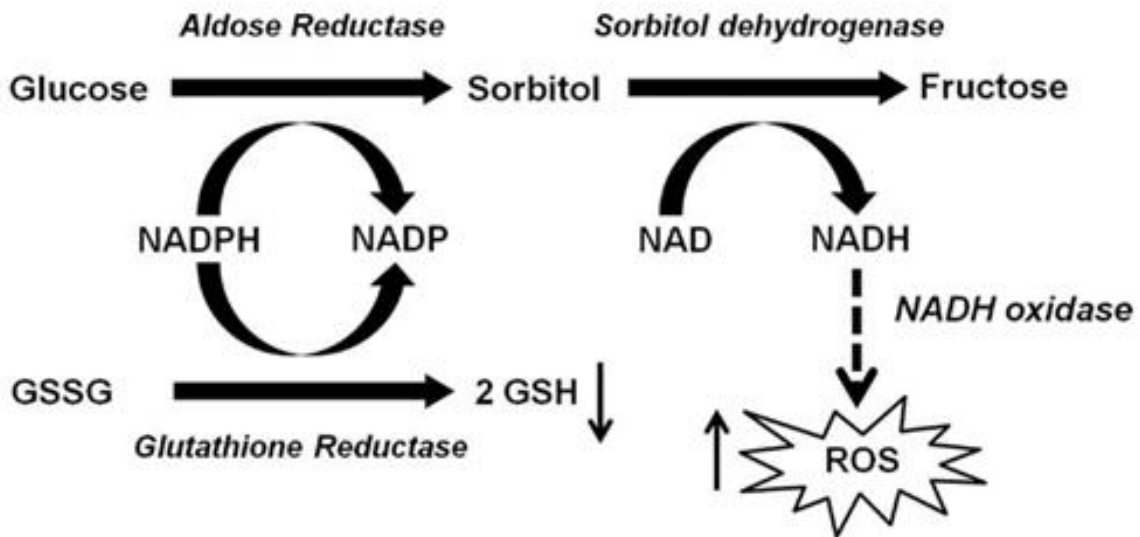 Aldose Reductase Sorbitol dehydrogenase
Glucose Sorbitol Fructose
NADPH NADP NAD NADH
NADH oxidase
GSSG 2 GSH
Glutathione Reductase
ROS